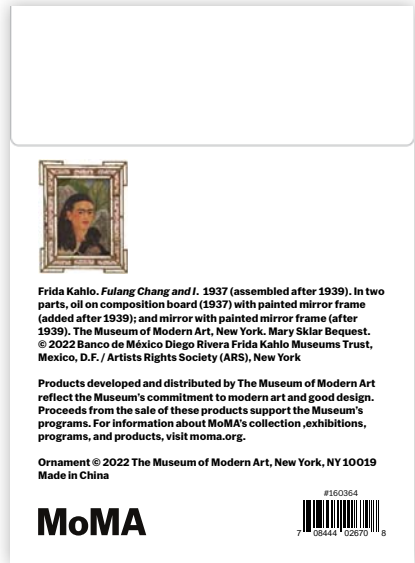 Frida Kahlo. Fulang Chang and I. 1937 (assembled after 1939). In two
parts, oil on composition board (1937) with painted mirror frame
(added after 1939); and mirror with painted mirror frame (after
1939). The Museum of Modern Art, New York. Mary Sklar Bequest.
© 2022 Banco de México Diego Rivera Frida Kahlo Museums Trust,
Mexico, D.F. / Artists Rights Society (ARS), New York
Products developed and distributed by The Museum of Modern Art
reflect the Museum's commitment to modern art and good design.
Proceeds from the sale of these products support the Museum's
programs. For information about MoMA's collection ,exhibitions,
programs, and products, visit moma.org.
Ornament © 2022 The Museum of Modern Art, New York, NY 10019
Made in China
#160364
MoMA
7 08444 02670 8